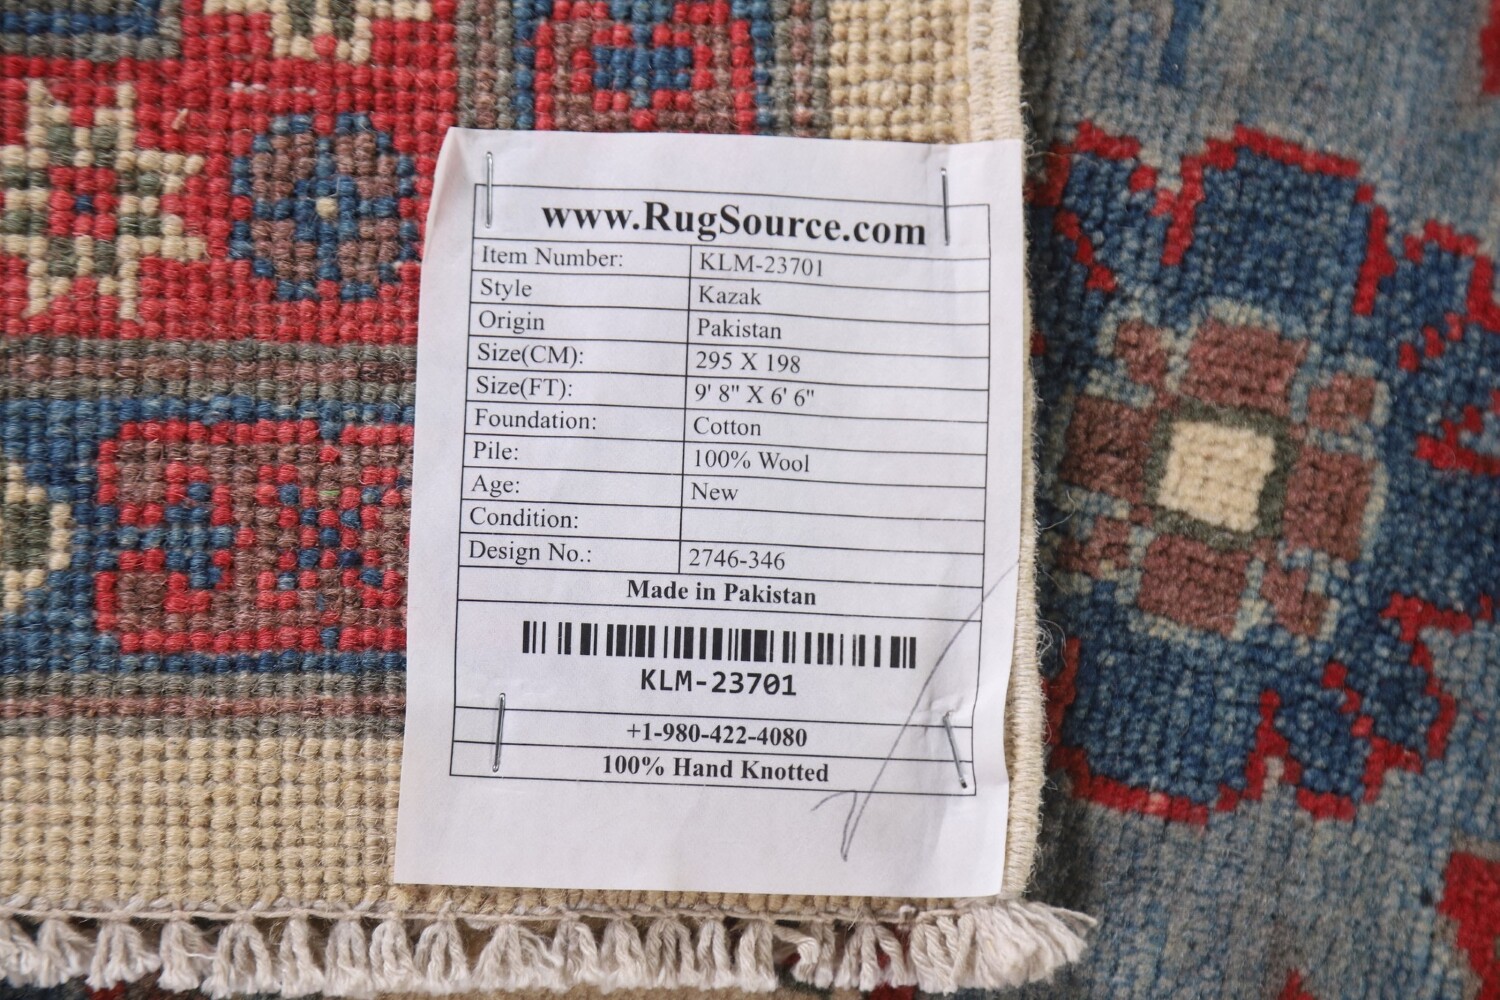 www.RugSource.com
Item Number: KLM-23701
Style Kazak
Origin Pakistan
Size(CM): 295 X 198
Size(FT): 9' 8" X 6' 6"
Foundation: Cotton
Pile: 100% Wool
Age: New
Condition:
Design No.: 2746-346
Made in Pakistan
KLM-23701
+1-980-422-4080
100% Hand Knotted